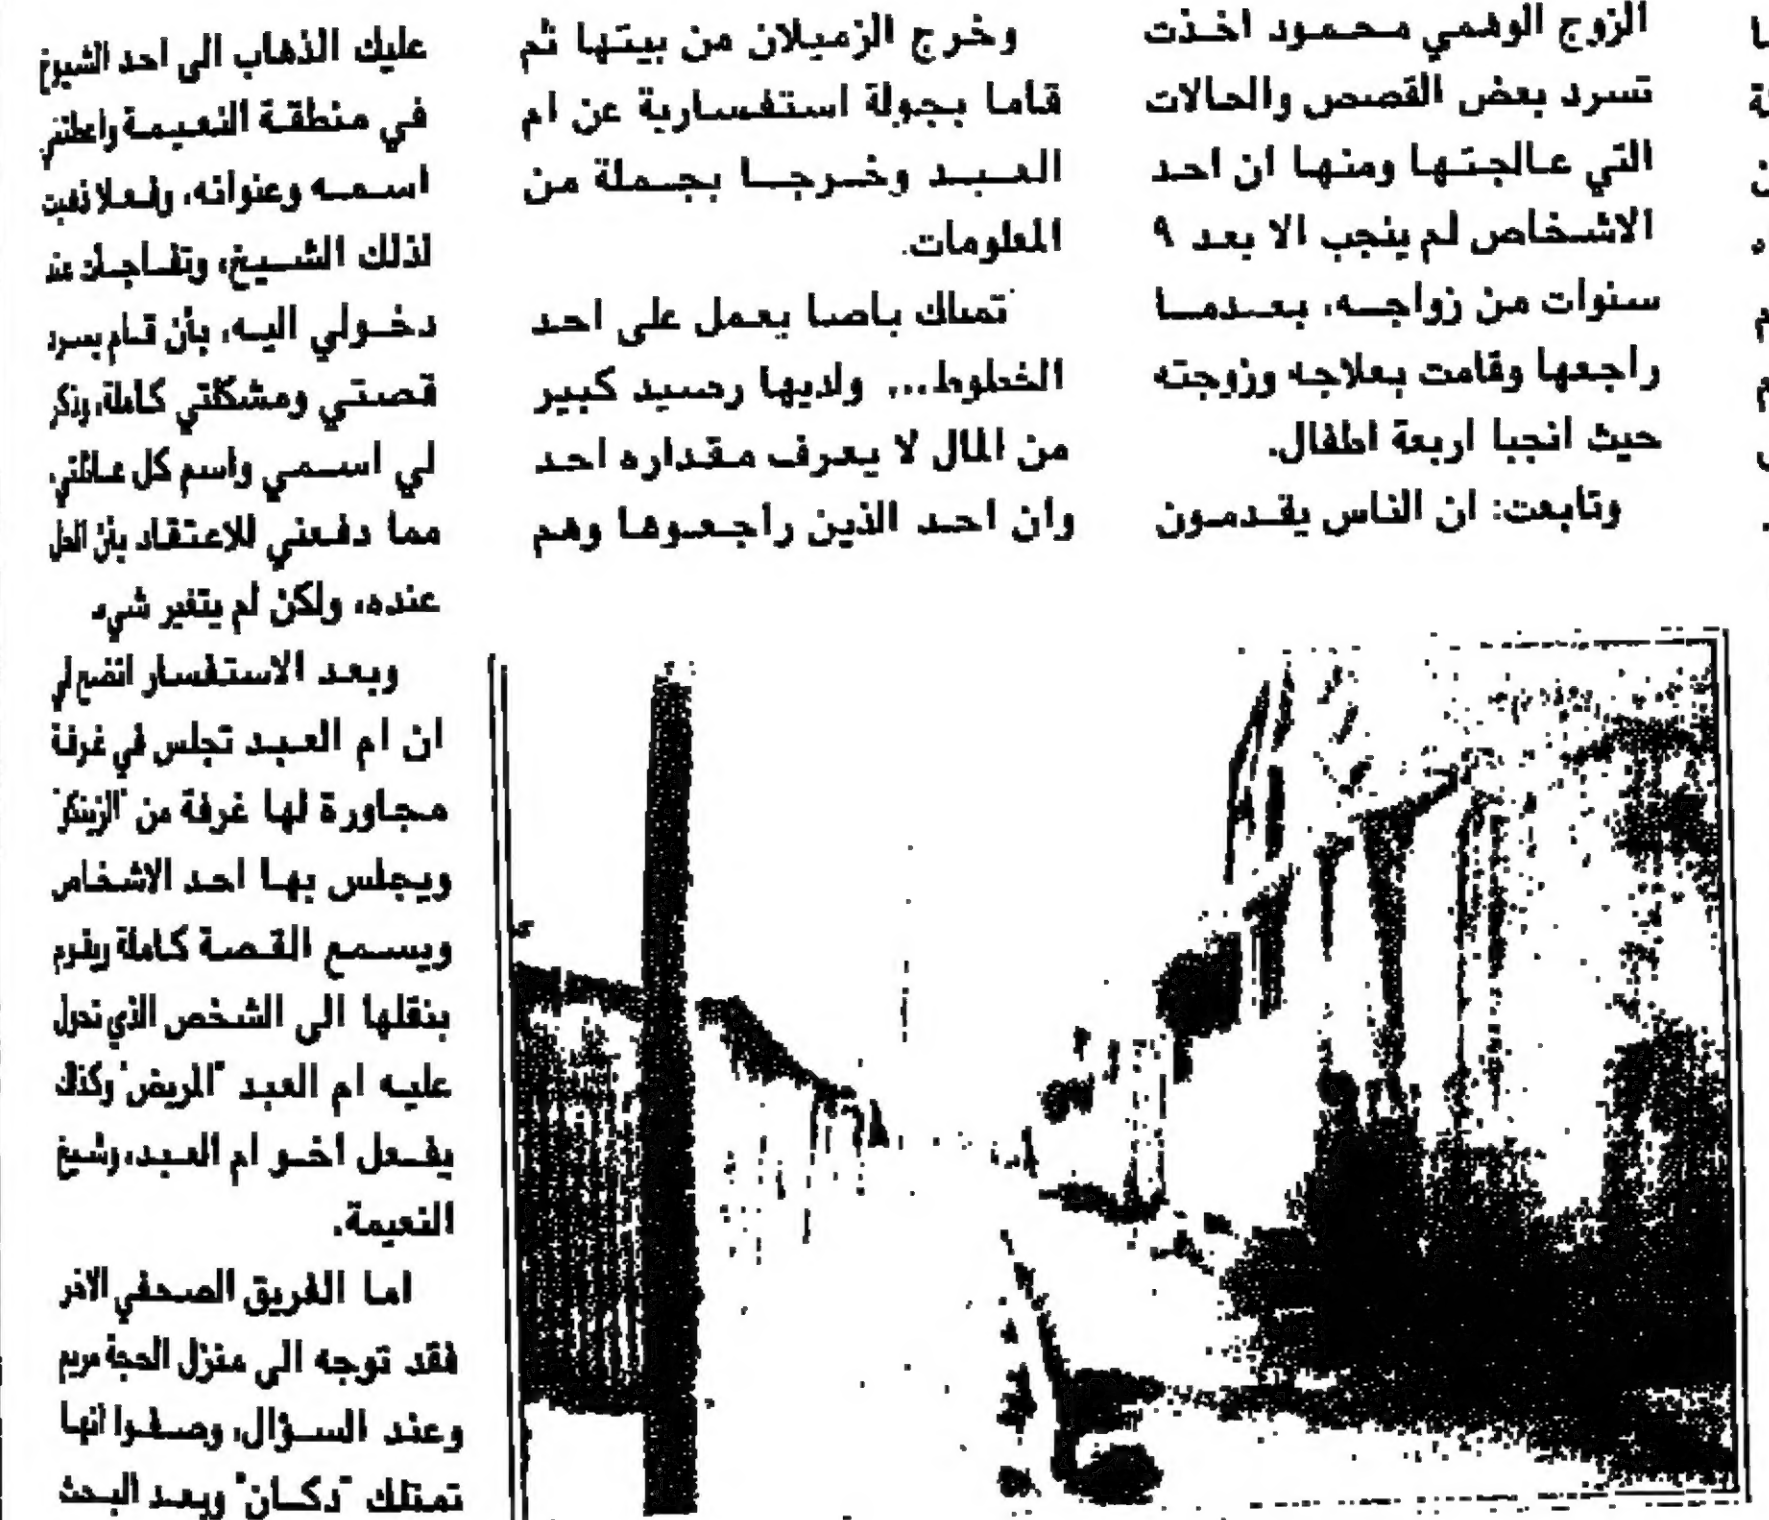 الزوج الوهمي محمود اخذت
تسرد بعض القصص والحالات
التي عالجتها ومنها ان احد
الاشخاص لم ينجب الا بعد ٩
سنوات من زواجه، بعدما
راجعها وقامت بعلاجه وزوجته
حيث انجبا اربعة اطفال.
وتابعت: ان الناس يقدمون
وخرج الزميلان من بيتها ثم
قاما بجولة استفسارية عن ام
العبد وخرجا بجملة من
المعلومات.
تمتلك باصا يعمل على احد
الخطوط... ولديها رصيد كبير
من المال لا يعرف مقداره احد
وان احد الذين راجعوها وهم
عليك الذهاب الى احد الشيوخ
في منطقة النعيمة واعطتني
اسمه وعنوانه، وفعلا ذهبت
لذلك الشيخ، وتفاجأت عند
دخولي اليه، بأن قام بسرد
قصتي ومشكلتي كاملة، وذكر
لي اسمي واسم كل عائلتي،
مما دفعني للاعتقاد بأن الحل
عنده، ولكن لم يتغير شيء
وبعد الاستفسار اتضح لي
ان ام العبد تجلس في غرفة
مجاورة لها غرفة من "الزينكو"
ويجلس بها احد الاشخاص
ويسمع القصة كاملة ويقوم
بنقلها الى الشخص الذي تحول
عليه ام العبد "المريض" وكذلك
يفعل اخو ام العبد، وشيخ
النعيمة.
اما الفريق الصحفي الاخر
فقد توجه الى منزل الحجة مريم
وعند السؤال، وصفوا انها
تمتلك "دكان" وبعد البحث